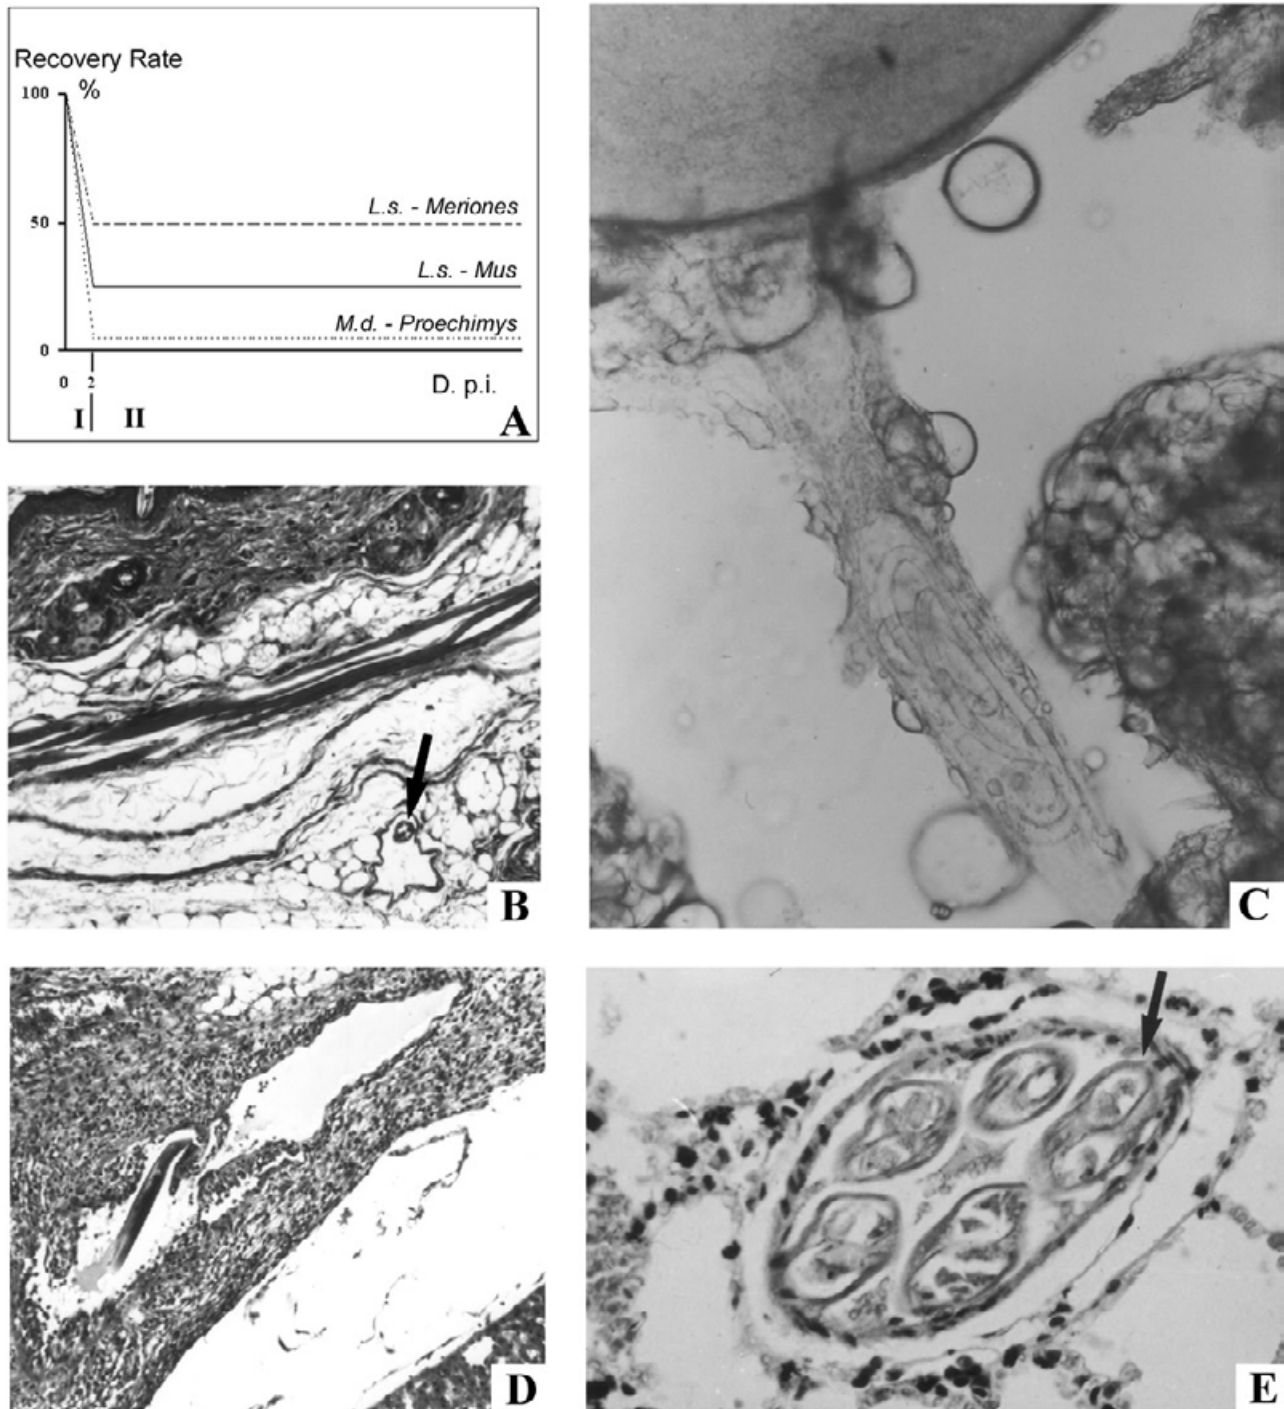 Recovery Rate
%
100
50
0
L.s. - Meriones
L.s. - Mus
M.d. - Proechimys
0 2
D. p.i.
I II
A
B
C
D
E